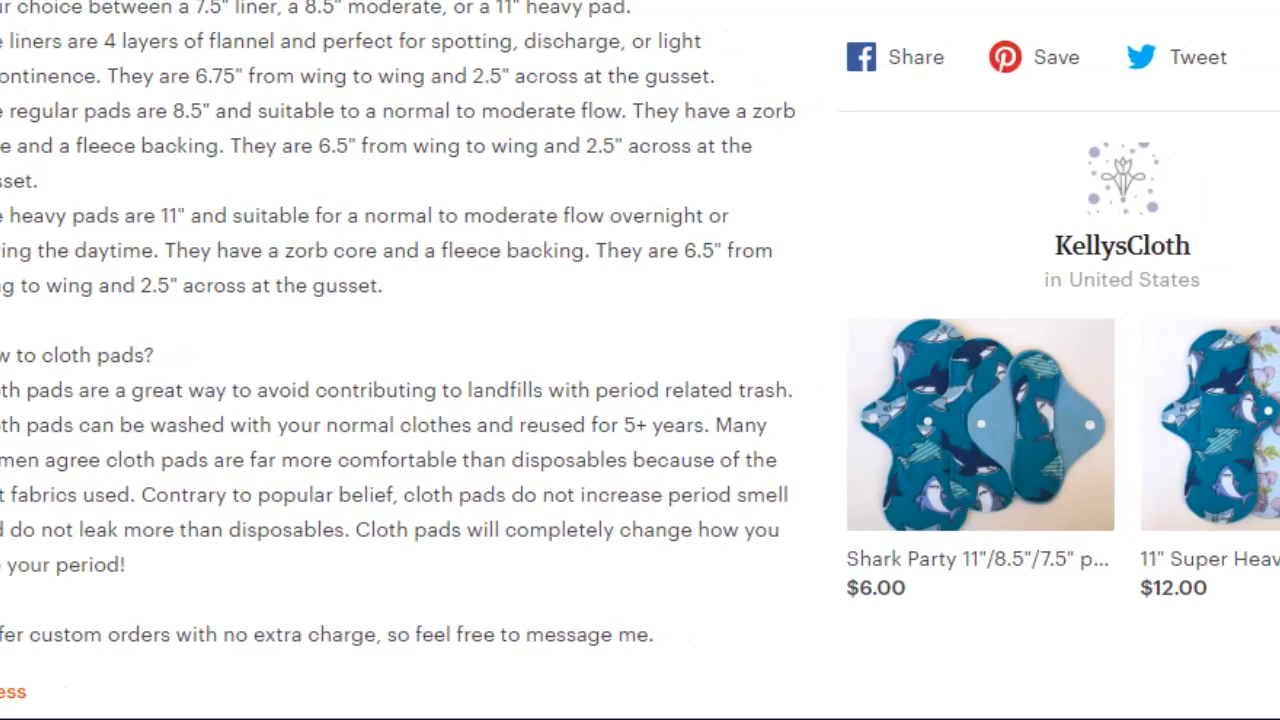 ur choice between a 7.5" liner, a 8.5" moderate, or a 11" heavy pad.
e liners are 4 layers of flannel and perfect for spotting, discharge, or light
ontinence. They are 6.75" from wing to wing and 2.5" across at the gusset.
e regular pads are 8.5" and suitable to a normal to moderate flow. They have a zorb
e and a fleece backing. They are 6.5" from wing to wing and 2.5" across at the
sset.
e heavy pads are 11" and suitable for a normal to moderate flow overnight or
ing the daytime. They have a zorb core and a fleece backing. They are 6.5" from
g to wing and 2.5" across at the gusset.
w to cloth pads?
oth pads are a great way to avoid contributing to landfills with period related trash.
oth pads can be washed with your normal clothes and reused for 5+ years. Many
men agree cloth pads are far more comfortable than disposables because of the
t fabrics used. Contrary to popular belief, cloth pads do not increase period smell
d do not leak more than disposables. Cloth pads will completely change how you
e your period!
fer custom orders with no extra charge, so feel free to message me.
ess
Share Save Tweet
KellysCloth
in United States
Shark Party 11"/8.5"/7.5" p...
$6.00
11" Super Heav
$12.00